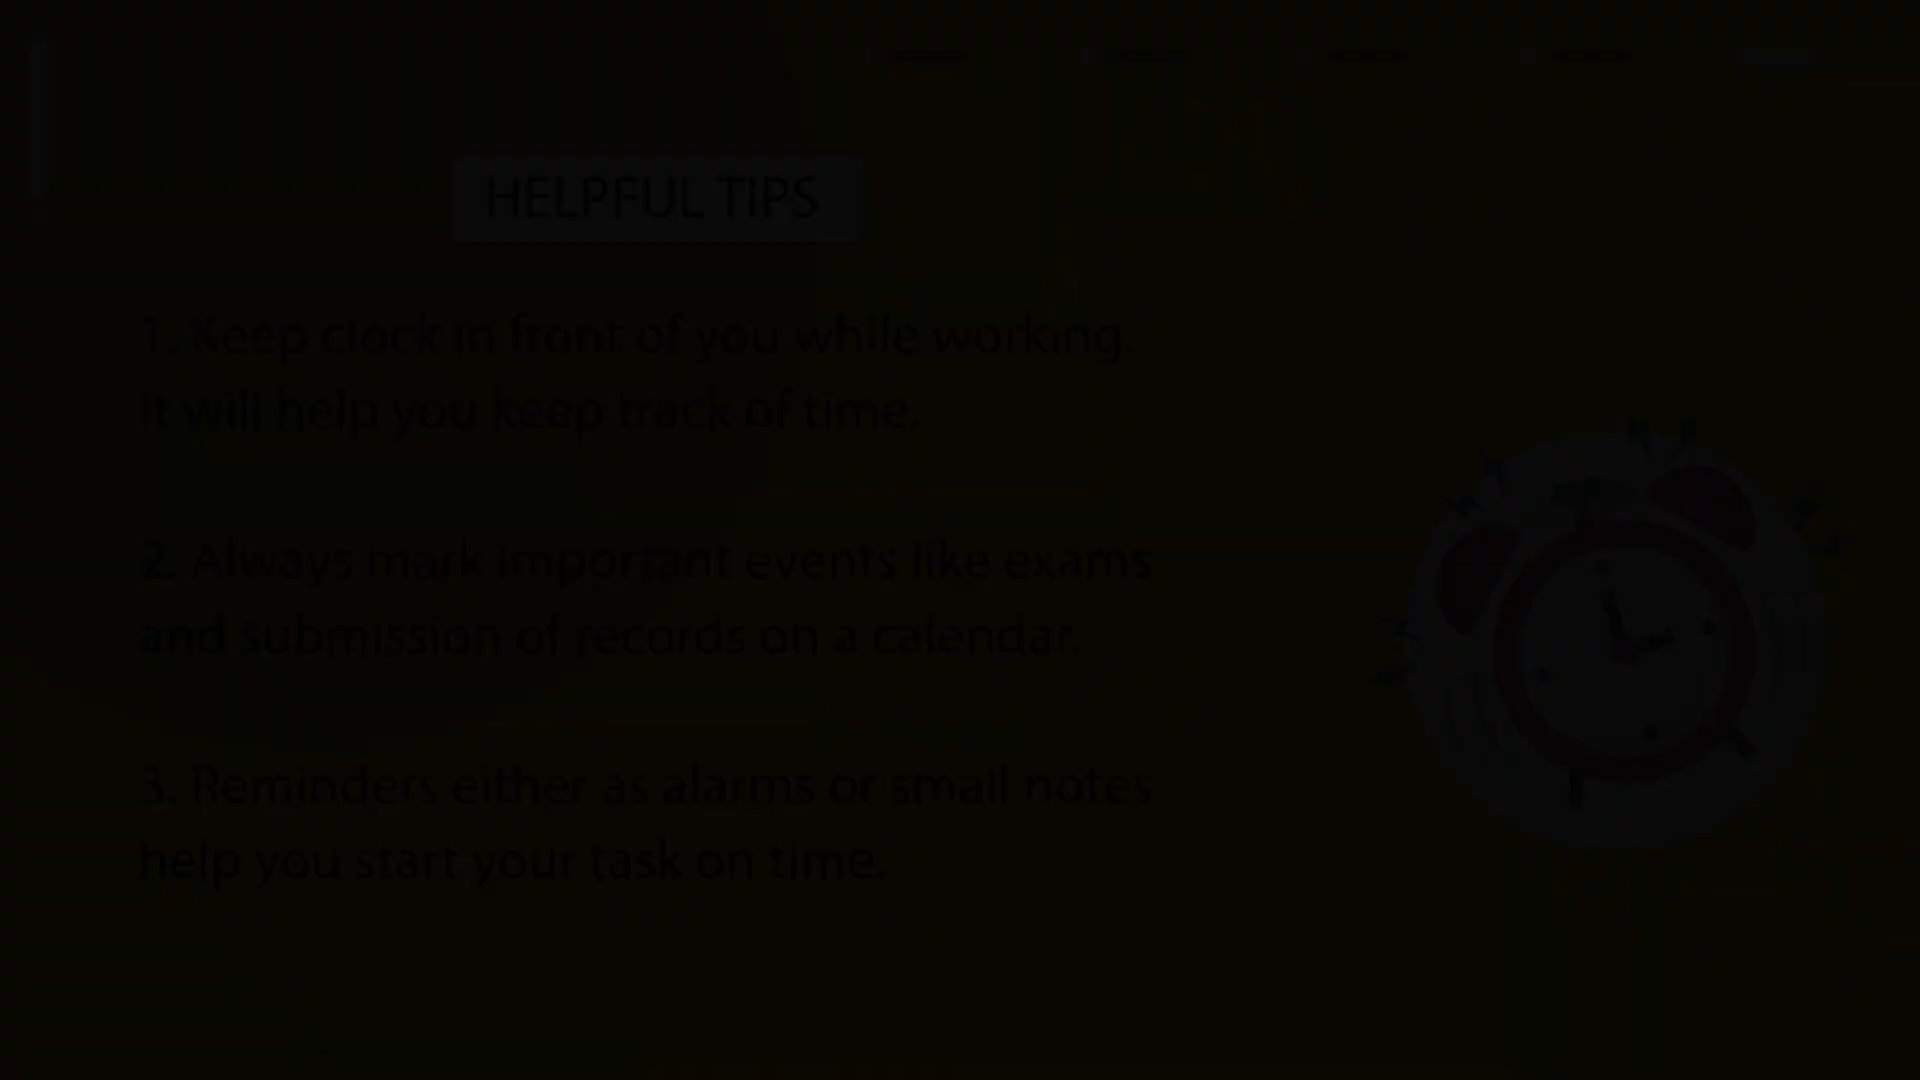 HELPFUL TIPS
1. Keep clock in front of you while working.
It will help you keep track of time.
2. Always mark important events like exams
and submission of records on a calendar.
3. Reminders either as alarms or small notes
help you start your task on time.